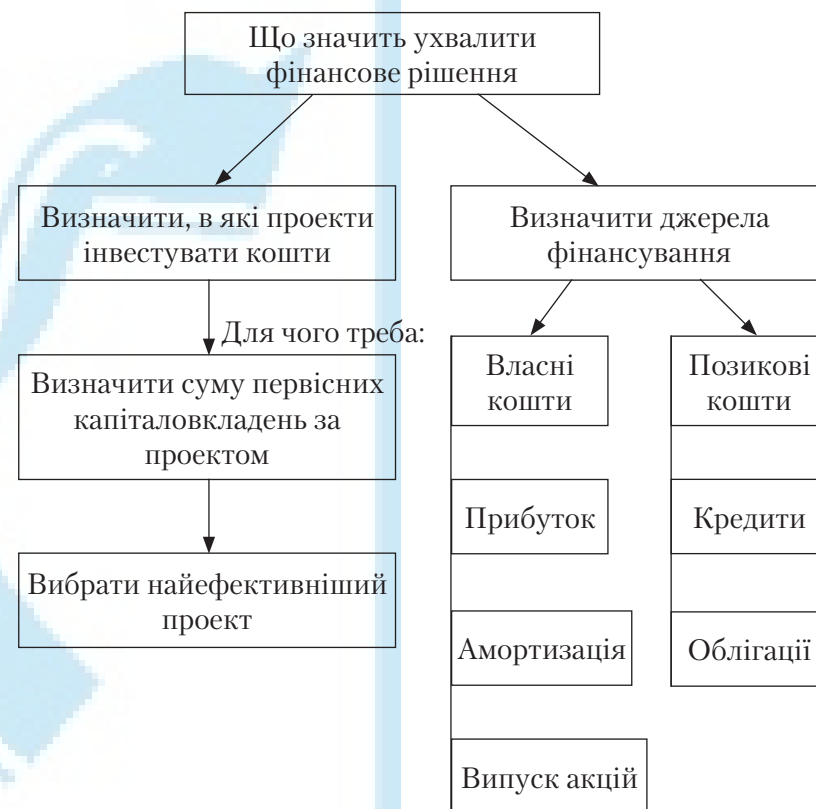 Що значить ухвалити
фінансове рішення
Визначити, в які проекти
інвестувати кошти
Визначити джерела
фінансування
Для чого треба:
Визначити суму первісних
капіталовкладень за
проектом
Власні
кошти
Позикові
кошти
Прибуток
Кредити
Вибрати найефективніший
проект
Амортизація
Облігації
Випуск акцій